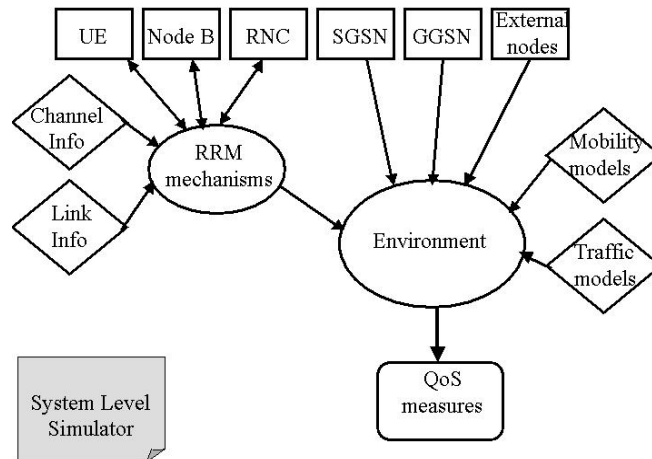 UE
Node B
RNC
SGSN
GGSN
External
nodes
Channel
Info
RRM
mechanisms
Mobility
models
Link
Info
Environment
Traffic
models
QoS
measures
System Level
Simulator